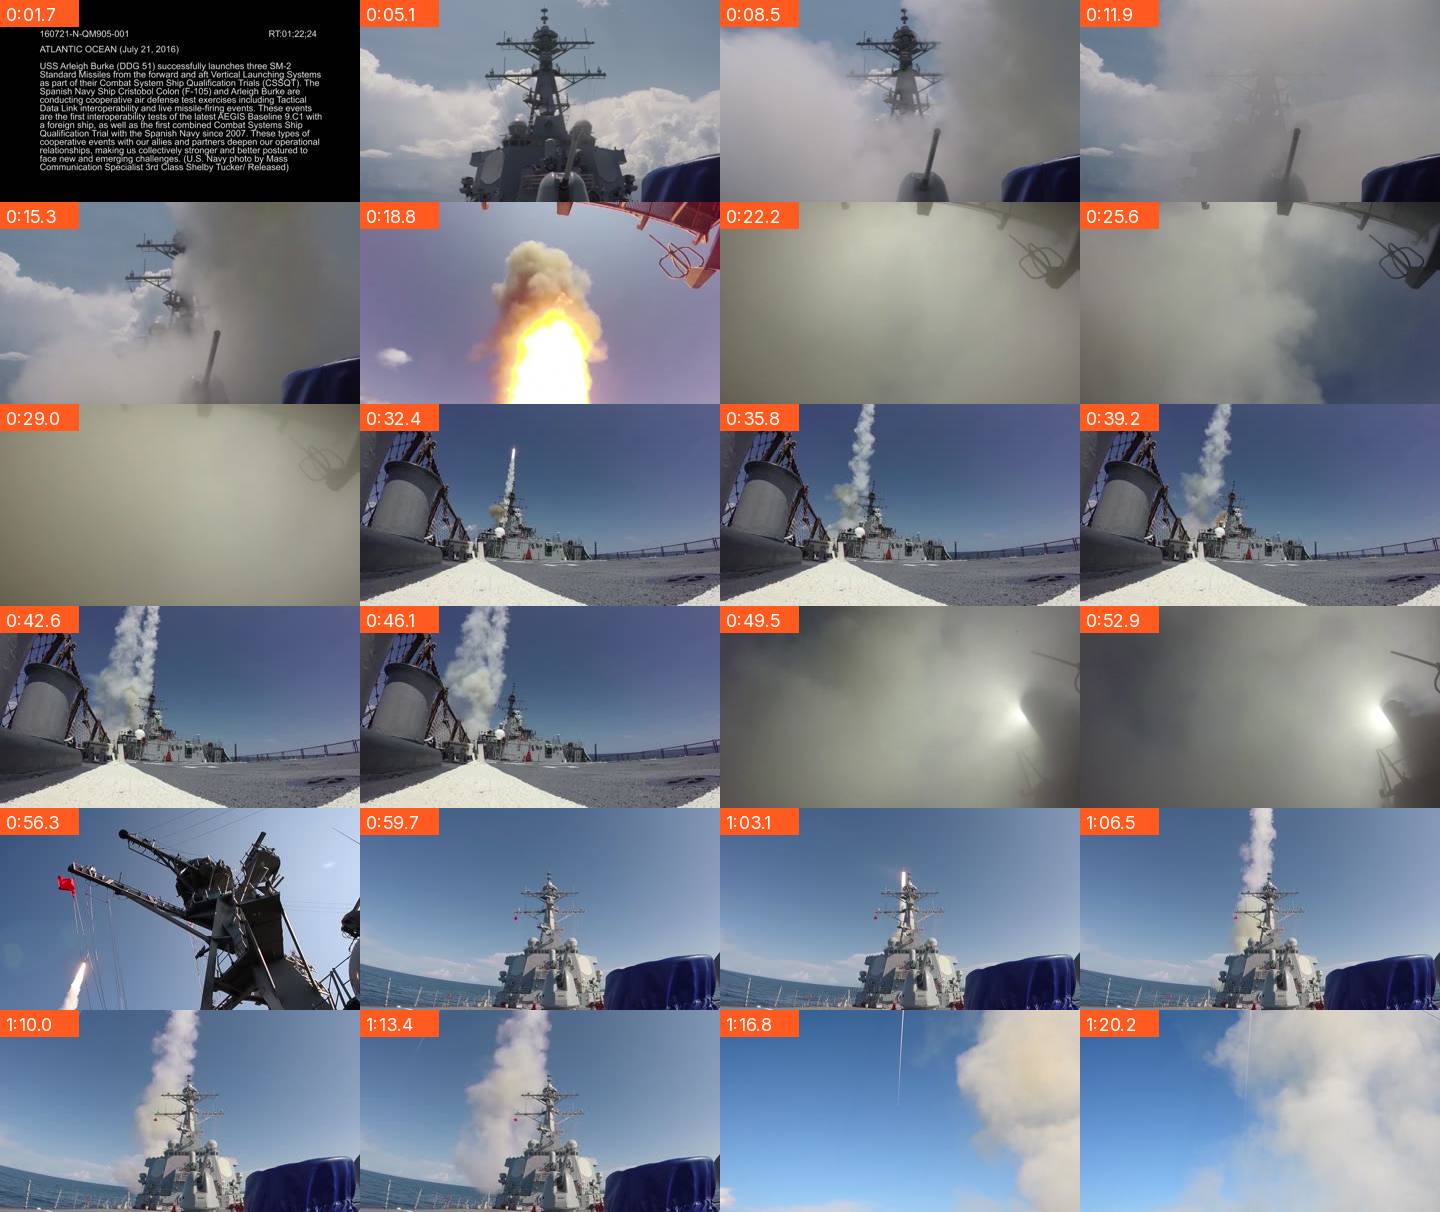 0:01.7
160721-N-QM905-001 RT:01;22;24
ATLANTIC OCEAN (July 21, 2016)
USS Arleigh Burke (DDG 51) successfully launches three SM-2
Standard Missiles from the forward and aft Vertical Launching Systems
as part of their Combat System Ship Qualification Trials (CSSQT). The
Spanish Navy Ship Cristobol Colon (F-105) and Arleigh Burke are
conducting cooperative air defense test exercises including Tactical
Data Link interoperability and live missile-firing events. These events
are the first interoperability tests of the latest AEGIS Baseline 9.C1 with
a foreign ship, as well as the first combined Combat Systems Ship
Qualification Trial with the Spanish Navy since 2007. These types of
cooperative events with our allies and partners deepen our operational
relationships, making us collectively stronger and better postured to
face new and emerging challenges. (U.S. Navy photo by Mass
Communication Specialist 3rd Class Shelby Tucker/ Released)
0:05.1
0:08.5
0:11.9
0:15.3
0:18.8
0:22.2
0:25.6
0:29.0
0:32.4
0:35.8
0:39.2
0:42.6
0:46.1
0:49.5
0:52.9
0:56.3
0:59.7
1:03.1
1:06.5
1:10.0
1:13.4
1:16.8
1:20.2